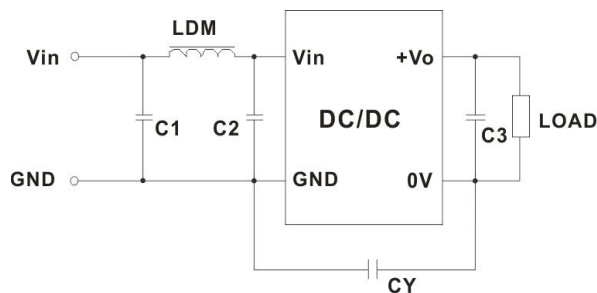 LDM
Vin
Vin
+Vo
C1
C2
DC/DC
C3
LOAD
GND
GND
0V
CY